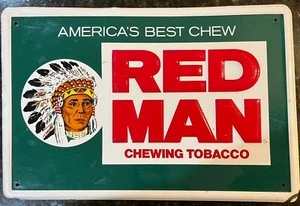 AMERICA'S BEST CHEW
RED
MAN
CHEWING TOBACCO